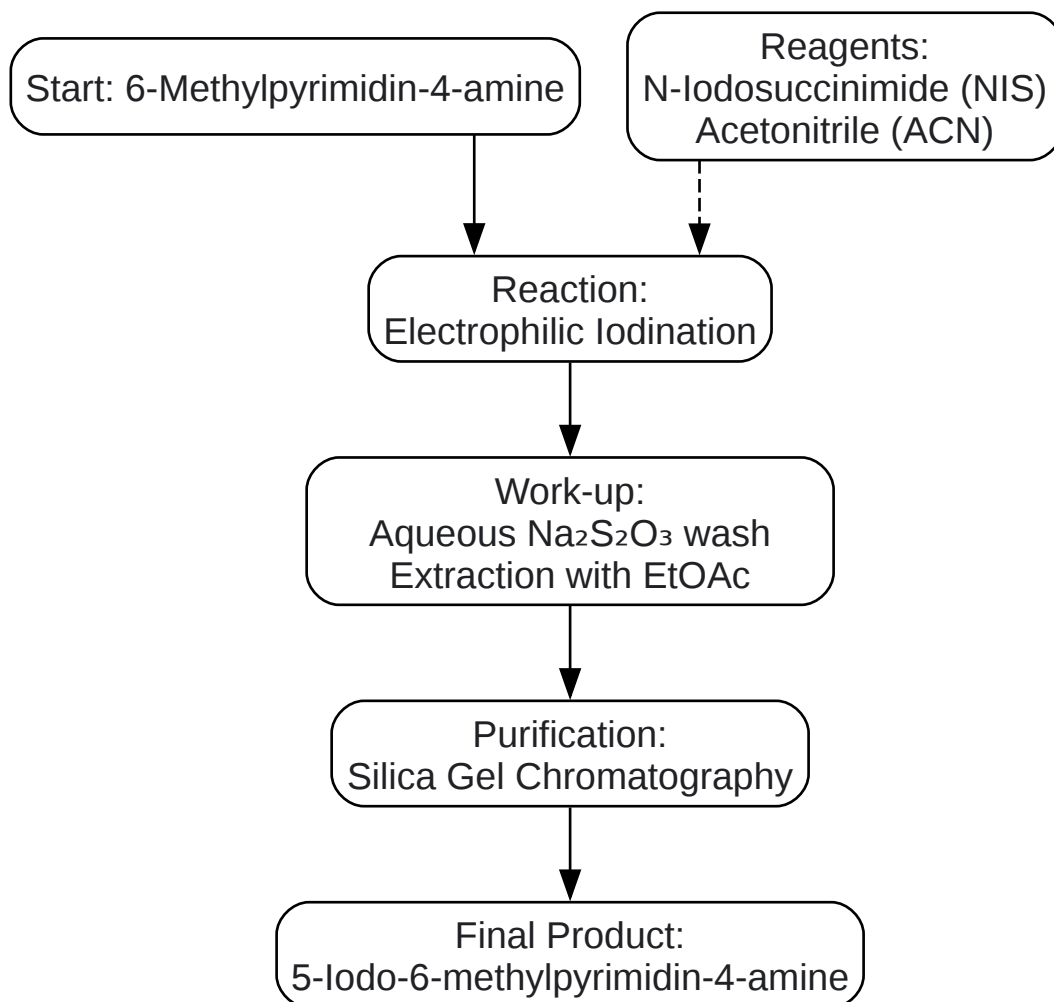 Start: 6-Methylpyrimidin-4-amine
Reagents:
N-Iodosuccinimide (NIS)
Acetonitrile (ACN)
Reaction:
Electrophilic Iodination
Work-up:
Aqueous Na₂S₂O₃ wash
Extraction with EtOAc
Purification:
Silica Gel Chromatography
Final Product:
5-Iodo-6-methylpyrimidin-4-amine